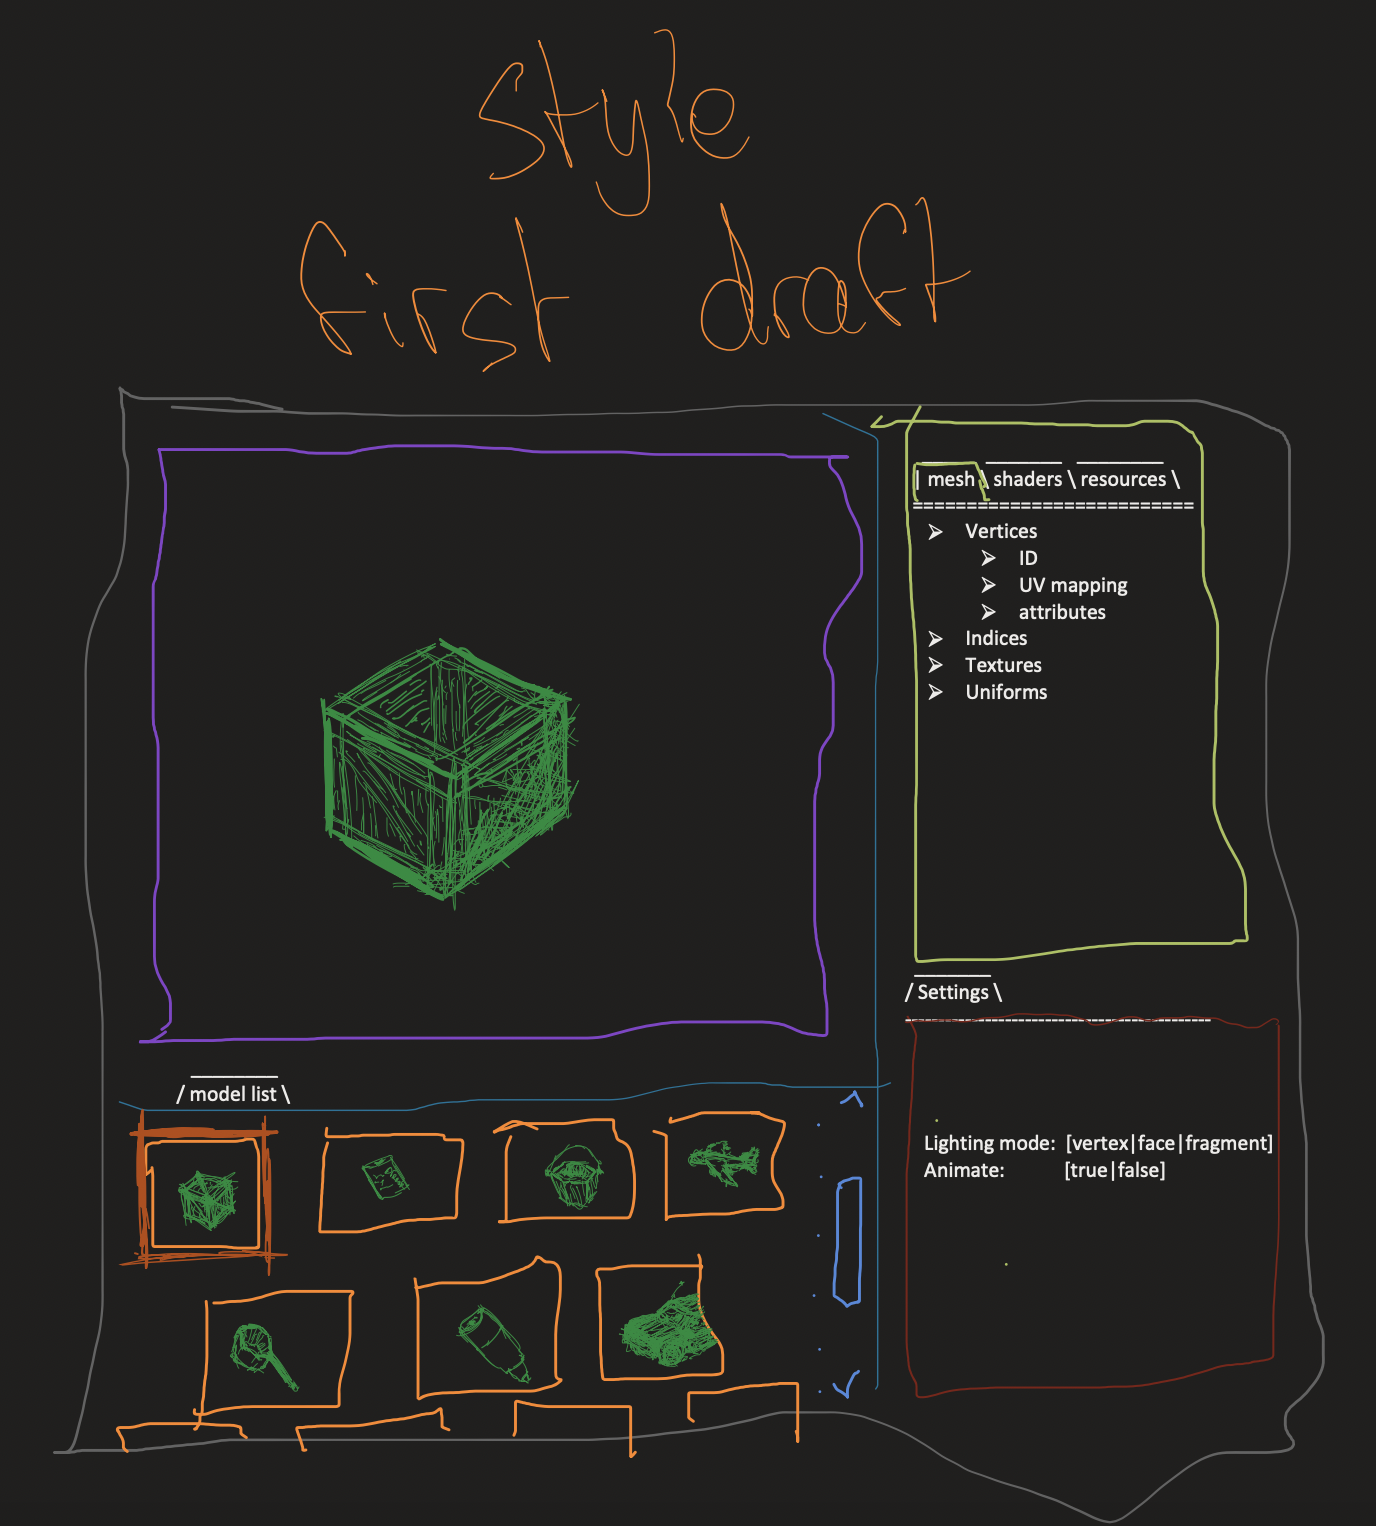 style
first draft
| mesh \ shaders \ resources \
================================
➢ Vertices
➢ ID
➢ UV mapping
➢ attributes
➢ Indices
➢ Textures
➢ Uniforms
/ Settings \
/ model list \
Lighting mode: [vertex|face|fragment]
Animate: [true|false]